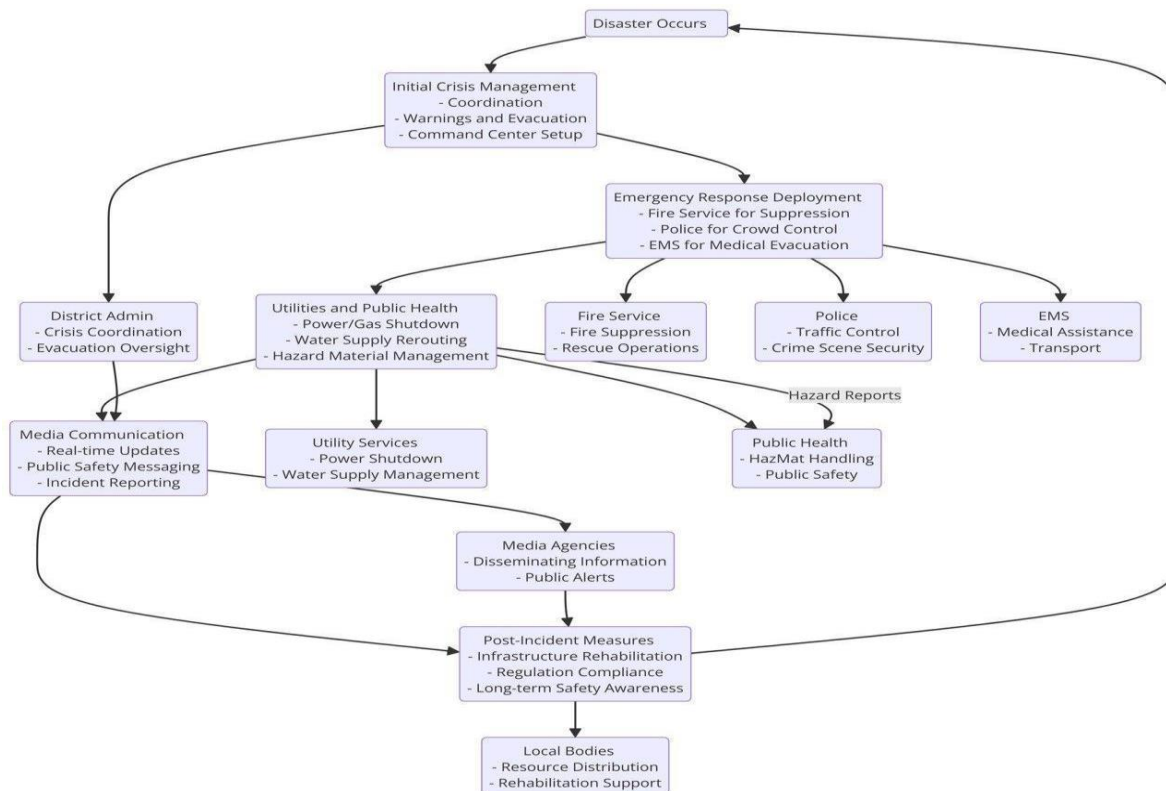 Disaster Occurs
Initial Crisis Management
- Coordination
- Warnings and Evacuation
- Command Center Setup
Emergency Response Deployment
- Fire Service for Suppression
- Police for Crowd Control
- EMS for Medical Evacuation
District Admin
- Crisis Coordination
- Evacuation Oversight
Utilities and Public Health
- Power/Gas Shutdown
- Water Supply Rerouting
- Hazard Material Management
Fire Service
- Fire Suppression
- Rescue Operations
Police
- Traffic Control
- Crime Scene Security
EMS
- Medical Assistance
- Transport
Hazard Reports
Media Communication
- Real-time Updates
- Public Safety Messaging
- Incident Reporting
Utility Services
- Power Shutdown
- Water Supply Management
Public Health
- HazMat Handling
- Public Safety
Media Agencies
- Disseminating Information
- Public Alerts
Post-Incident Measures
- Infrastructure Rehabilitation
- Regulation Compliance
- Long-term Safety Awareness
Local Bodies
- Resource Distribution
- Rehabilitation Support